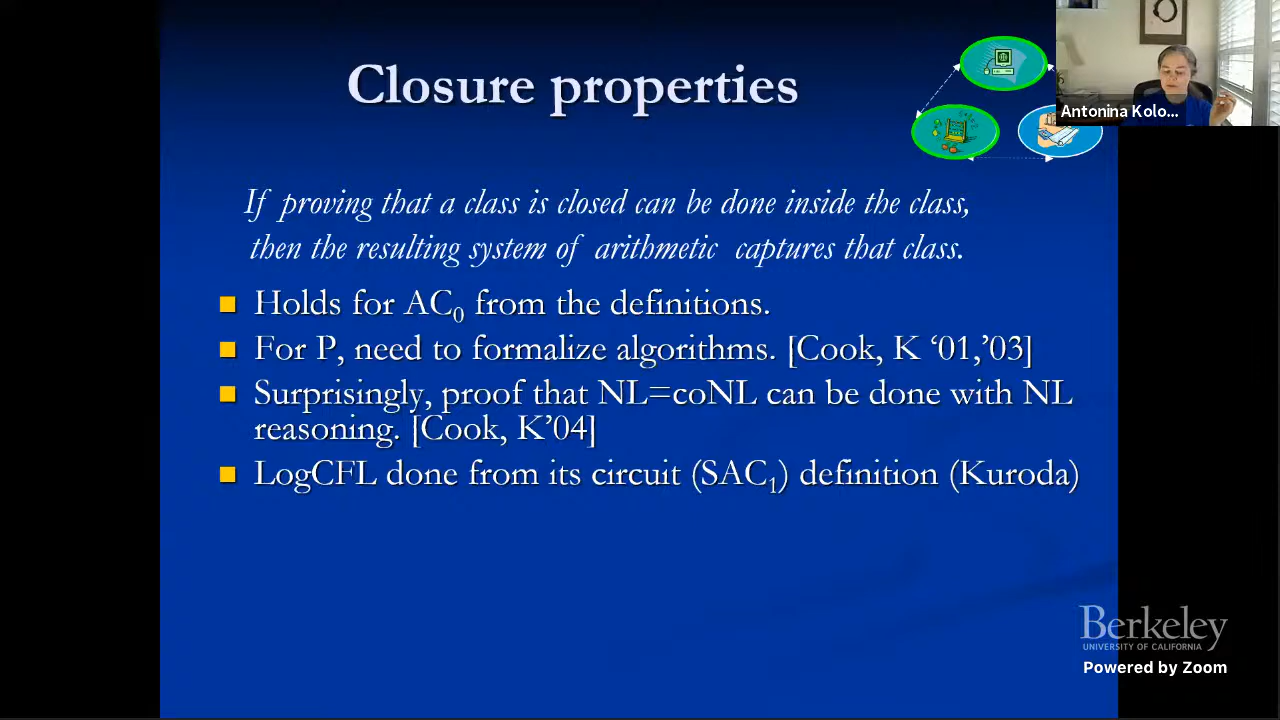 Closure properties
Antonina Kolo...
If proving that a class is closed can be done inside the class,
then the resulting system of arithmetic captures that class.
Holds for AC₀ from the definitions.
For P, need to formalize algorithms. [Cook, K ‘01,’03]
Surprisingly, proof that NL=coNL can be done with NL
reasoning. [Cook, K’04]
LogCFL done from its circuit (SAC₁) definition (Kuroda)
Berkeley
UNIVERSITY OF CALIFORNIA
Powered by Zoom